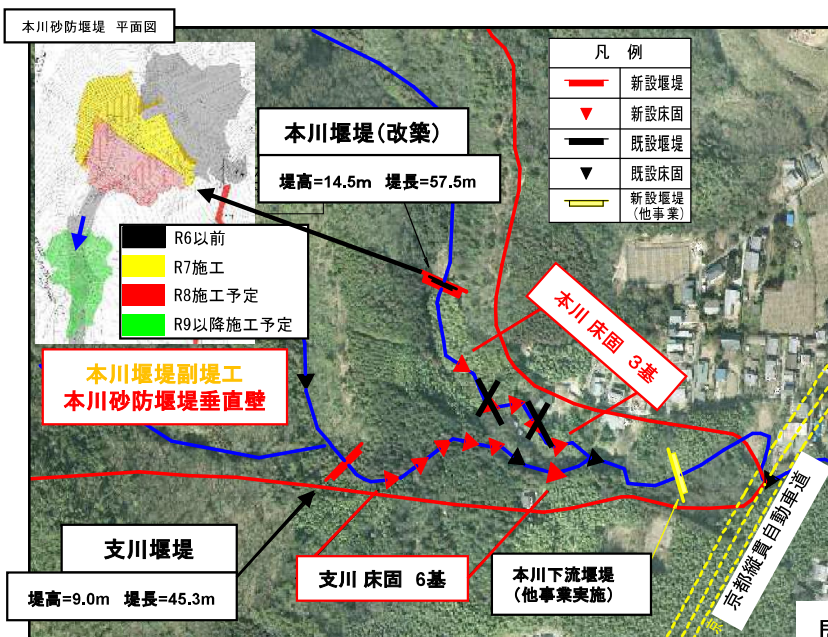 本川砂防堰堤 平面図
凡 例
新設堰堤
新設床固
既設堰堤
既設床固
新設堰堤
(他事業)
本川堰堤(改築)
堤高=14.5m 堤長=57.5m
R6以前
R7施工
R8施工予定
R9以降施工予定
本川堰堤副堤工
本川砂防堰堤垂直壁
本川 床固 3基
支川堰堤
堤高=9.0m 堤長=45.3m
支川 床固 6基
本川下流堰堤
(他事業実施)
京都縦貫自動車道
京